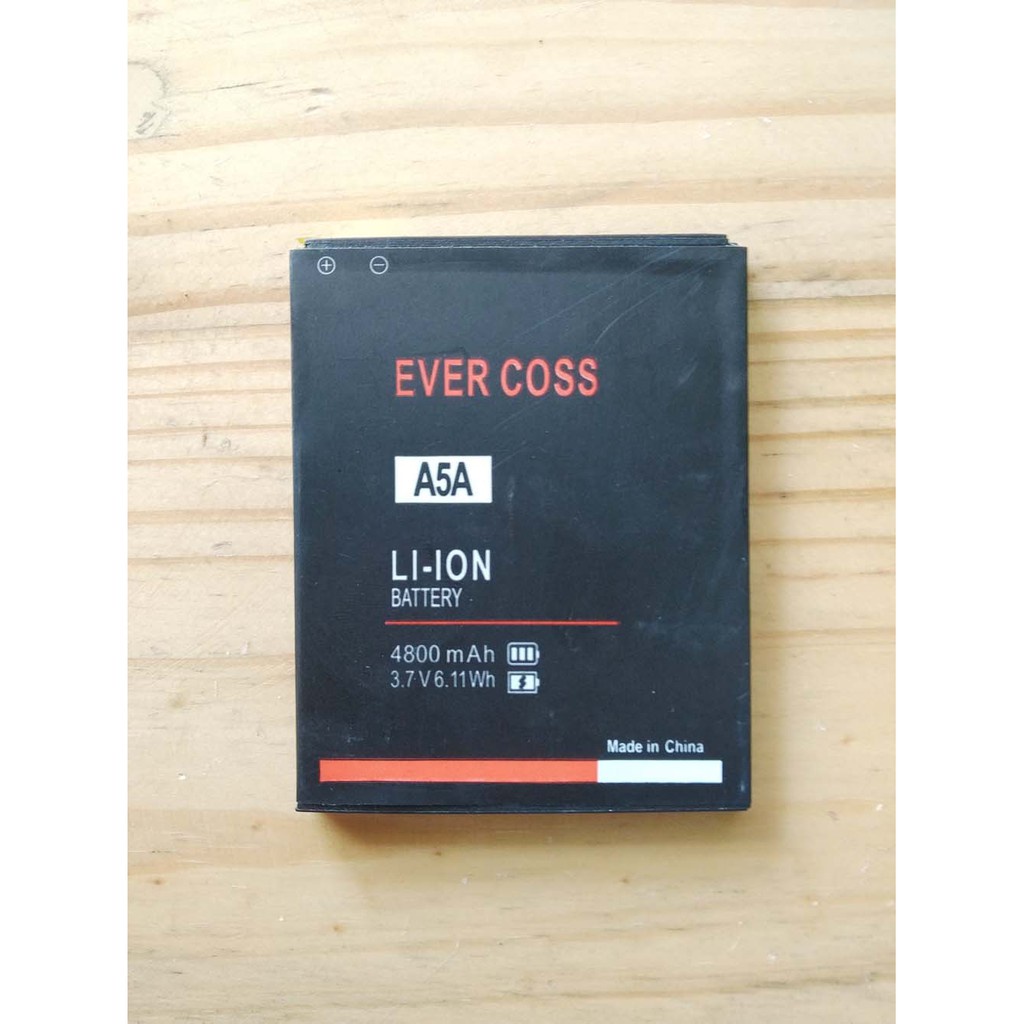 EVER COSS
A5A
LI-ION
BATTERY
4800 mAh
3.7 V 6.11Wh
Made in China